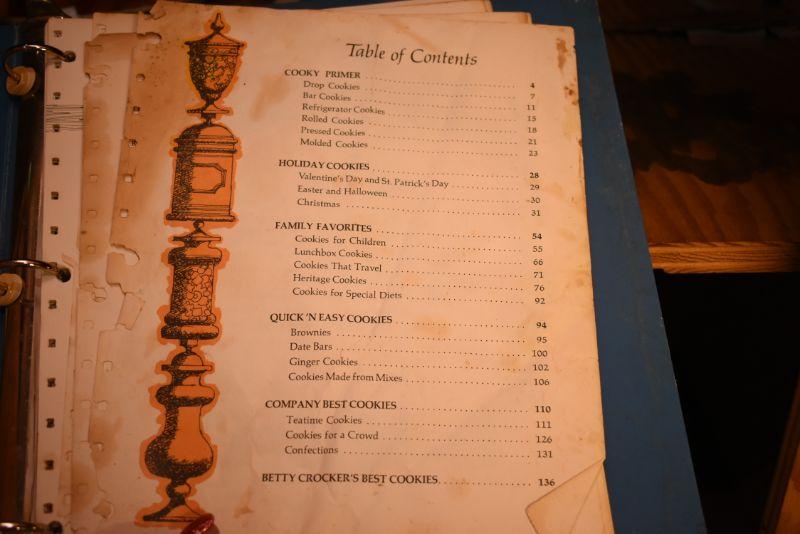 Table of Contents
COOKY PRIMER 4
Drop Cookies 7
Bar Cookies 11
Refrigerator Cookies 15
Rolled Cookies 18
Pressed Cookies 21
Molded Cookies 23
HOLIDAY COOKIES 28
Valentine's Day and St. Patrick's Day 29
Easter and Halloween 30
Christmas 31
FAMILY FAVORITES 54
Cookies for Children 55
Lunchbox Cookies 66
Cookies That Travel 71
Heritage Cookies 76
Cookies for Special Diets 92
QUICK 'N EASY COOKIES 94
Brownies 95
Date Bars 100
Ginger Cookies 102
Cookies Made from Mixes 106
COMPANY BEST COOKIES 110
Teatime Cookies 111
Cookies for a Crowd 126
Confections 131
BETTY CROCKER'S BEST COOKIES 136